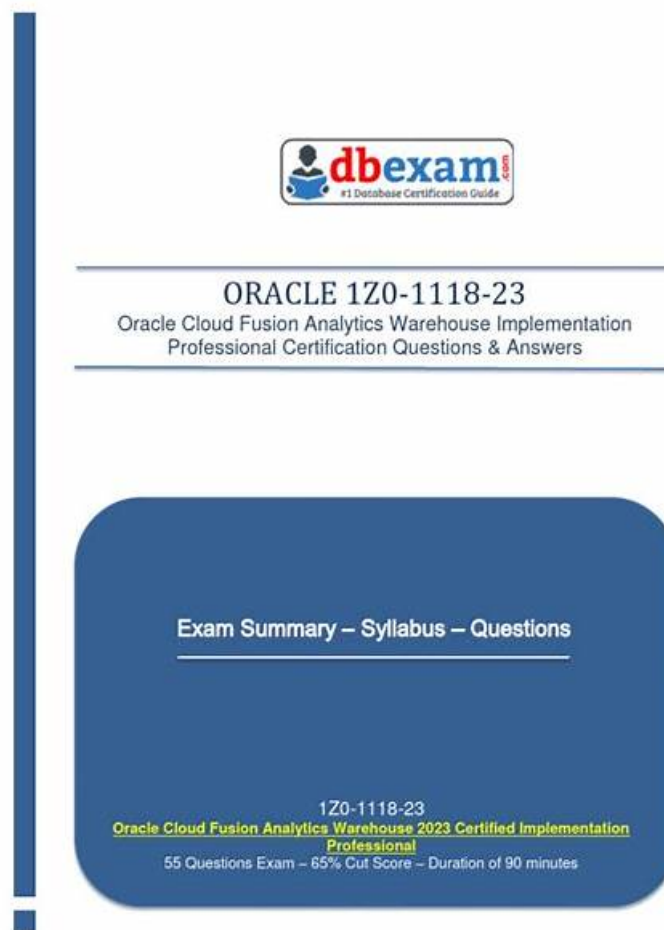 dbexam.com
#1 Database Certification Guide
ORACLE 1Z0-1118-23
Oracle Cloud Fusion Analytics Warehouse Implementation
Professional Certification Questions & Answers
Exam Summary – Syllabus – Questions
1Z0-1118-23
Oracle Cloud Fusion Analytics Warehouse 2023 Certified Implementation
Professional
55 Questions Exam – 65% Cut Score – Duration of 90 minutes